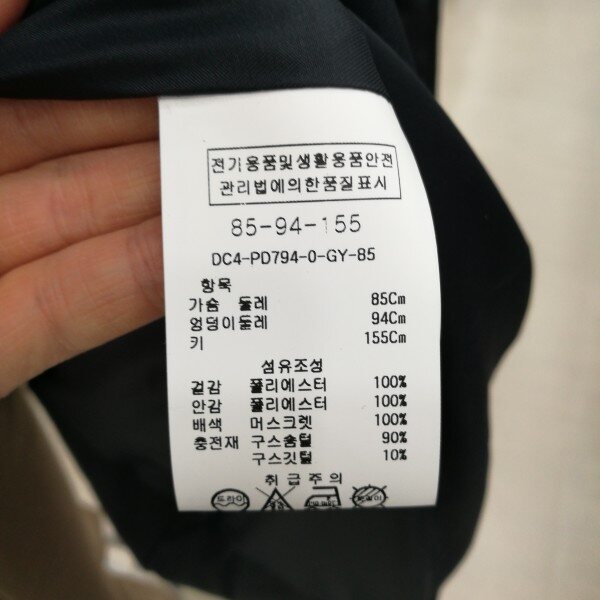 전기용품및생활용품안전
관리법에의한품질표시
85-94-155
DC4-PD794-0-GY-85
항목
가슴 둘레 85Cm
엉덩이둘레 94Cm
키 155Cm
섬유조성
겉감 폴리에스터 100%
안감 폴리에스터 100%
배색 머스크렛 100%
충전재 구스솜털 90%
구스깃털 10%
취급주의
드라이